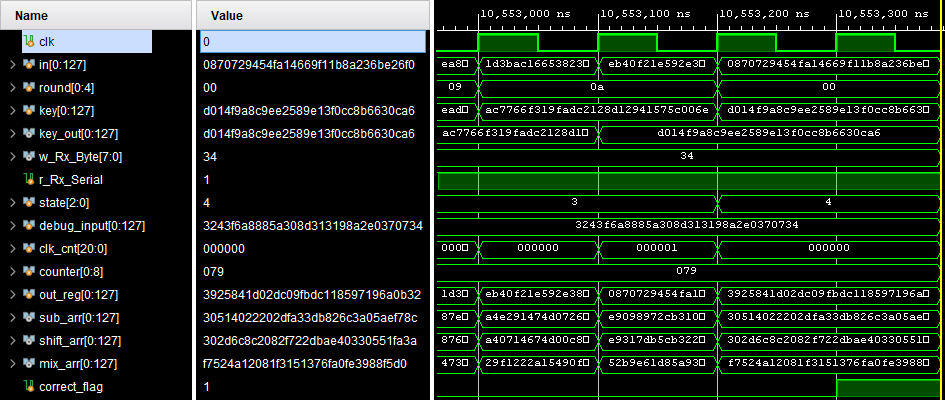 Name Value 10,553,000 ns 10,553,100 ns 10,553,200 ns 10,553,300 ns
clk 0
in[0:127] 0870729454fa14669f11b8a236be26f0 ea8 1d3bac16653823 eb40f21e592e3 0870729454fa14669f11b8a236be
round[0:4] 00 09 0a 00
key[0:127] d014f9a8c9ee2589e13f0cc8b6630ca6 ead ac7766f319fadc2128d12941575c006e d014f9a8c9ee2589e13f0cc8b663
key_out[0:127] d014f9a8c9ee2589e13f0cc8b6630ca6 ac7766f319fadc2128d1 d014f9a8c9ee2589e13f0cc8b6630ca6
w_Rx_Byte[7:0] 34 34
r_Rx_Serial 1
state[2:0] 4 3 4
debug_input[0:127] 3243f6a8885a308d313198a2e0370734 3243f6a8885a308d313198a2e0370734
clk_cnt[20:0] 000000 000 000000 000001 000000
counter[0:8] 079 079
out_reg[0:127] 3925841d02dc09fbdc118597196a0b32 1d3 eb40f21e592e38 0870729454fa1 3925841d02dc09fbdc118597196a
sub_arr[0:127] 30514022202dfa33db826c3a05aef78c 87e a4e291474d0726 e9098972cb310 30514022202dfa33db826c3a05ae
shift_arr[0:127] 302d6c8c2082f722dbae40330551fa3a 876 a40714674d00c8 e9317db5cb322 302d6c8c2082f722dbae40330551
mix_arr[0:127] f7524a12081f3151376fa0fe3988f5d0 473 29f1222a15490f 52b9e61d85a93 f7524a12081f3151376fa0fe3988
correct_flag 1